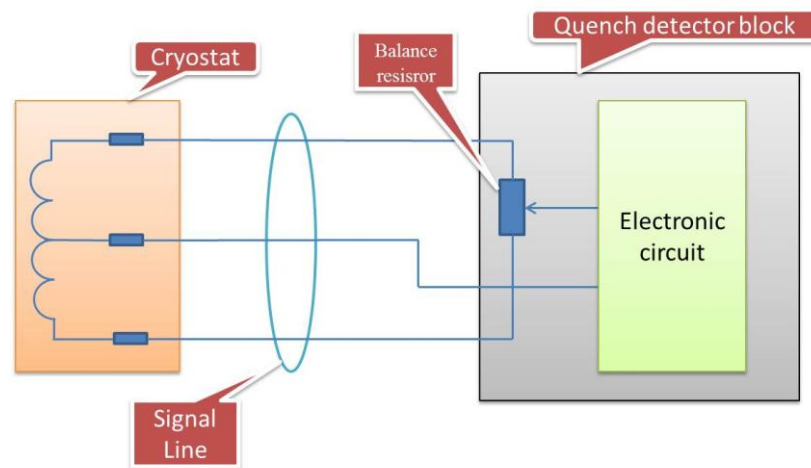 Quench detector block
Cryostat
Balance
resisror
Electronic
circuit
Signal
Line